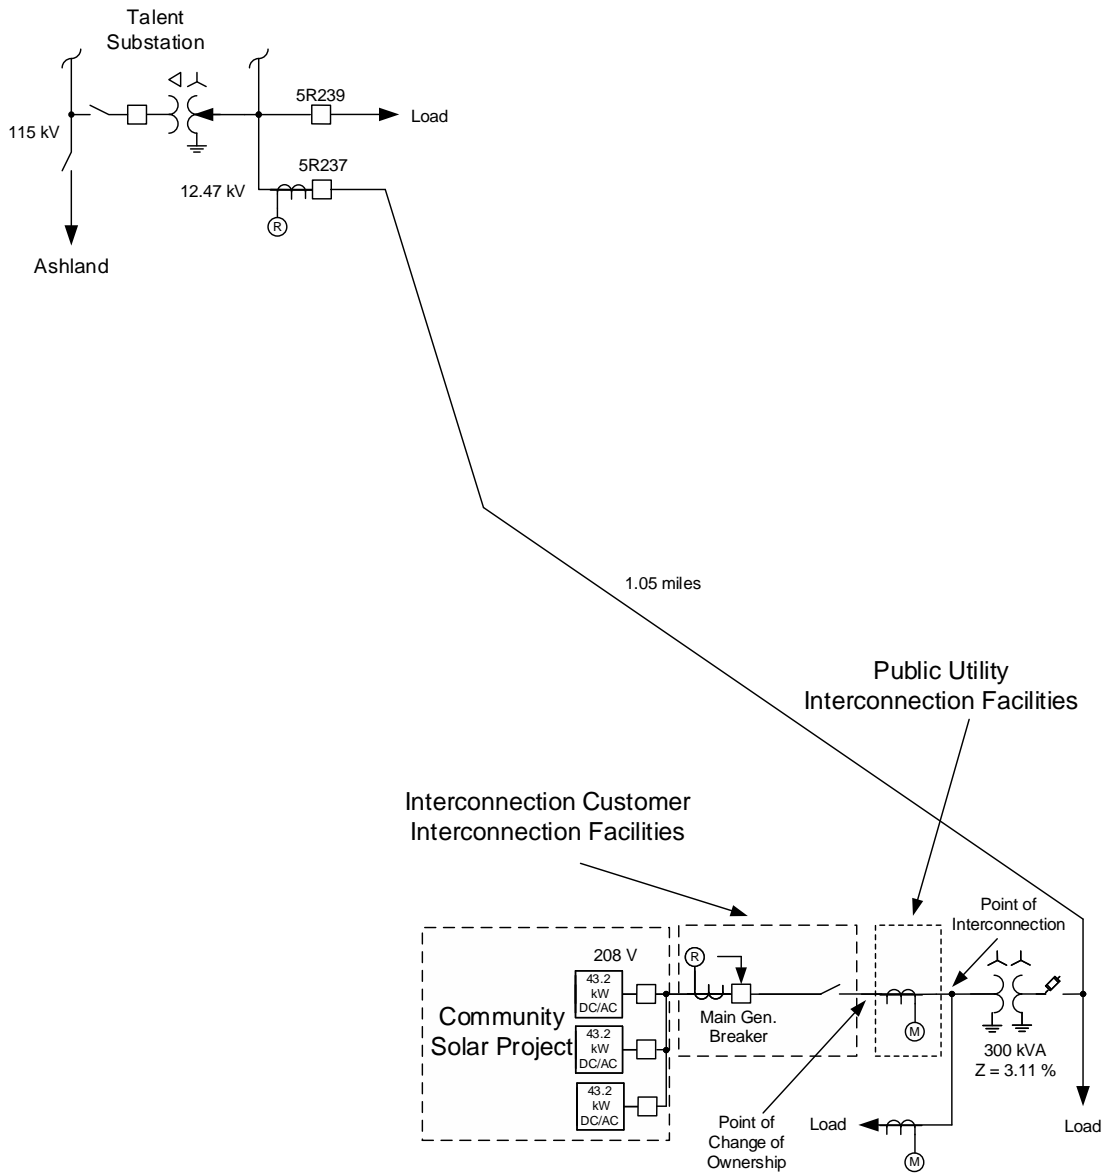 Talent
Substation
5R239
Load
115 kV
5R237
12.47 kV
R
Ashland
1.05 miles
Public Utility
Interconnection Facilities
Interconnection Customer
Interconnection Facilities
Point of
Interconnection
208 V
R
43.2
kW
DC/AC
Community
Solar Project
Main Gen.
Breaker
M
43.2
kW
DC/AC
300 kVA
Z = 3.11 %
43.2
kW
DC/AC
Point of
Change of
Ownership
Load
M
Load